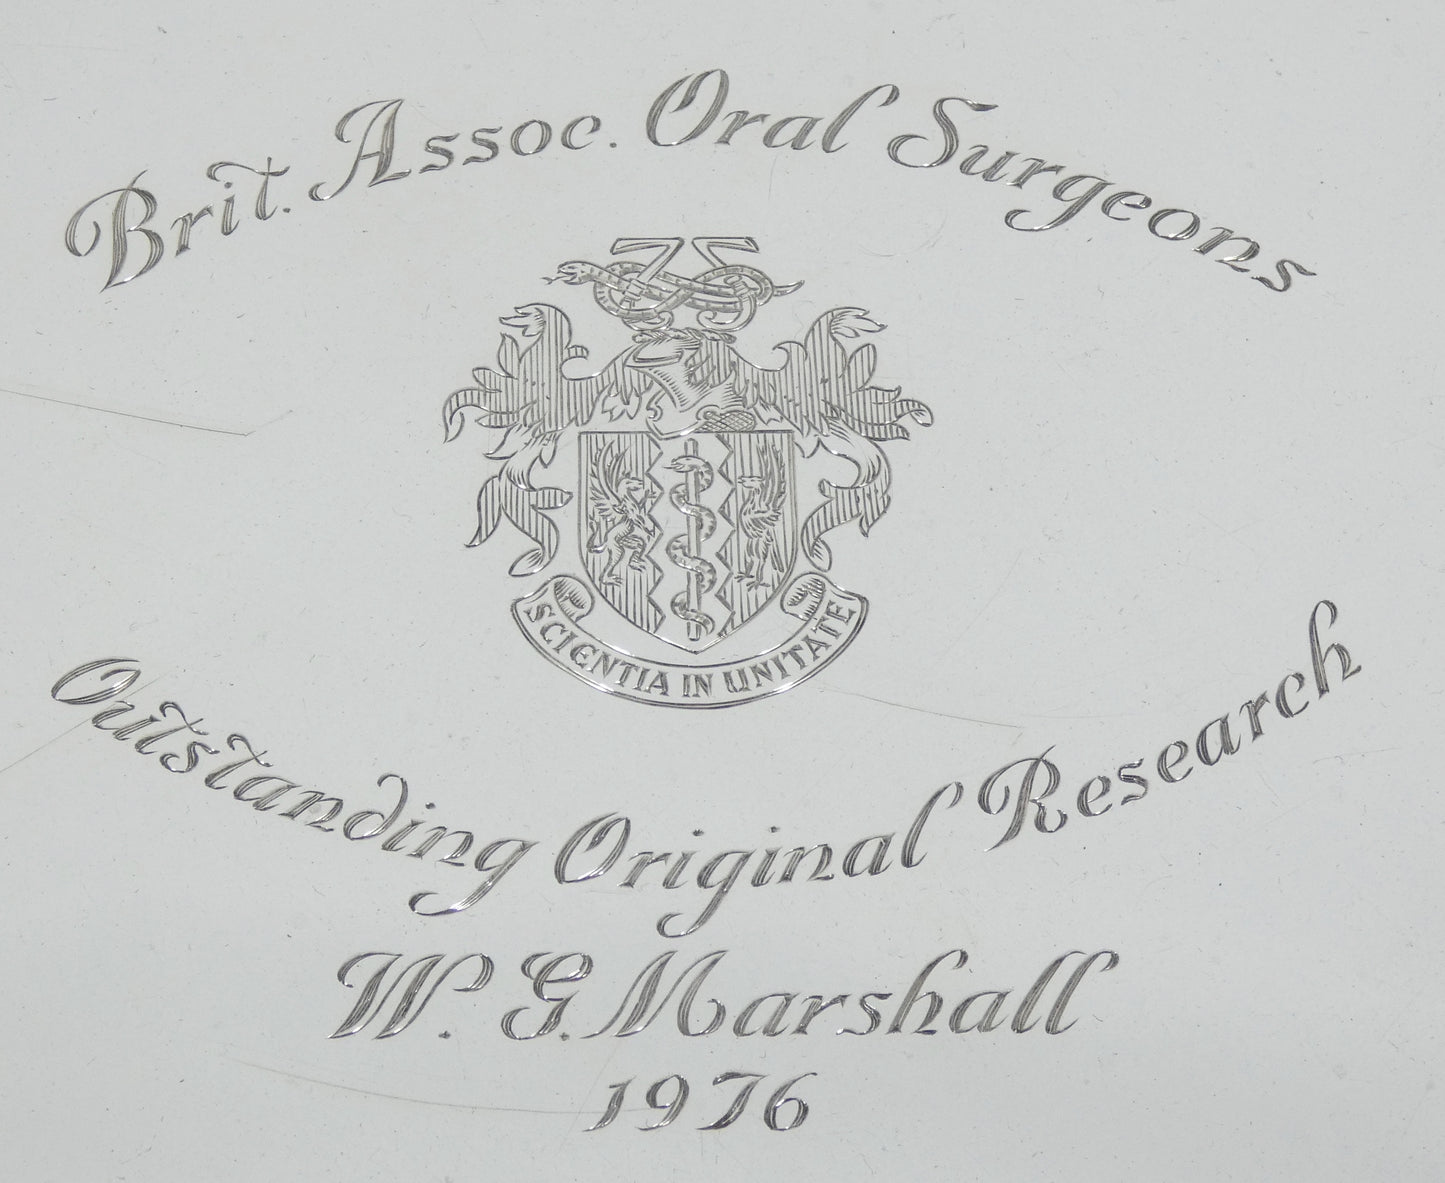 Brit. Assoc. Oral Surgeons
SCIENTIA IN UNITATE
Outstanding Original Research
W. G. Marshall
1976